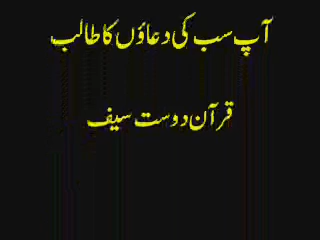 آپ سب کی دعاؤں کا طالب
قرآن دوست سیف